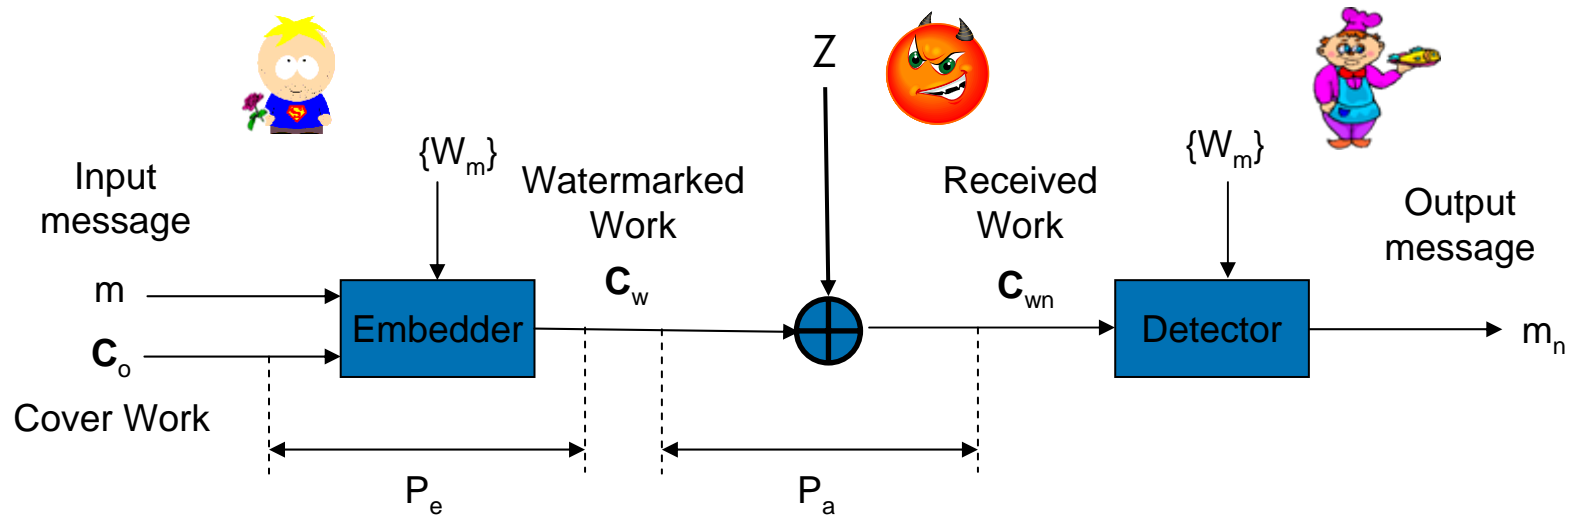 Z
{Wm}
{Wm}
Input
message
Watermarked
Work
Received
Work
Output
message
m
Cw
Cwn
Embedder
Detector
mn
Co
Cover Work
Pe
Pa
S